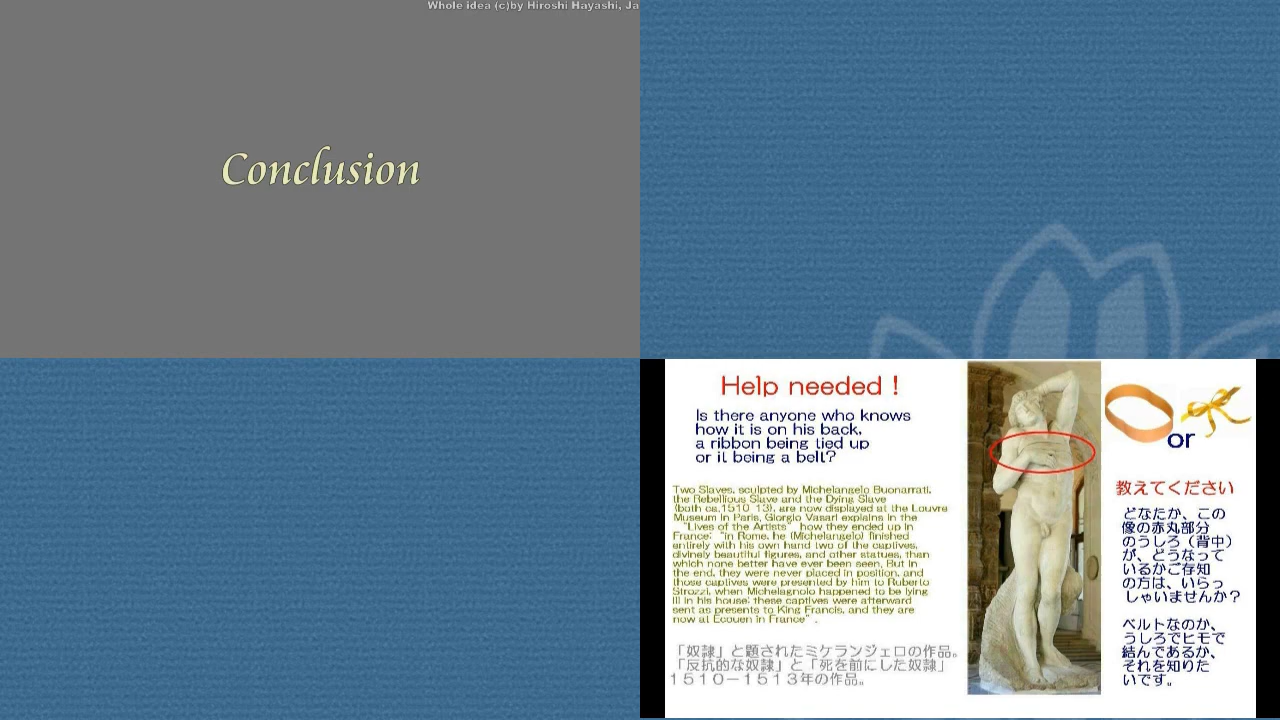 Whole idea (c)by Hiroshi Hayashi, Ja
Conclusion
Help needed !
Is there anyone who knows
how it is on his back,
a ribbon being tied up
or it being a belt?
or
Two Slaves, sculpted by Michelangelo Buonarrati,
the Rebellious Slave and the Dying Slave
(both ca.1510 13), are now displayed at the Louvre
Museum in Paris, Giorgio Vasari explains in the
"Lives of the Artists" how they ended up in
France: "in Rome, he (Michelangelo) finished
entirely with his own hand two of the captives,
divinely beautiful figures, and other statues, than
which none better have ever been seen. But in
the end, they were never placed in position, and
those captives were presented by him to Ruberto
Strozzi, when Michelagnolo happened to be lying
ill in his house: these captives were afterward
sent as presents to King Francis, and they are
now at Ecouen in France" .
「奴隷」と題されたミケランジェロの作品。
「反抗的な奴隷」と「死を前にした奴隷」
１５１０－１５１３年の作品。
教えてください
どなたか、この
像の赤丸部分
のうしろ（背中）
が、どうなって
いるかご存知
の方は、いらっ
しゃいませんか？
ベルトなのか、
うしろでヒモで
結んであるか、
それを知りた
いです。